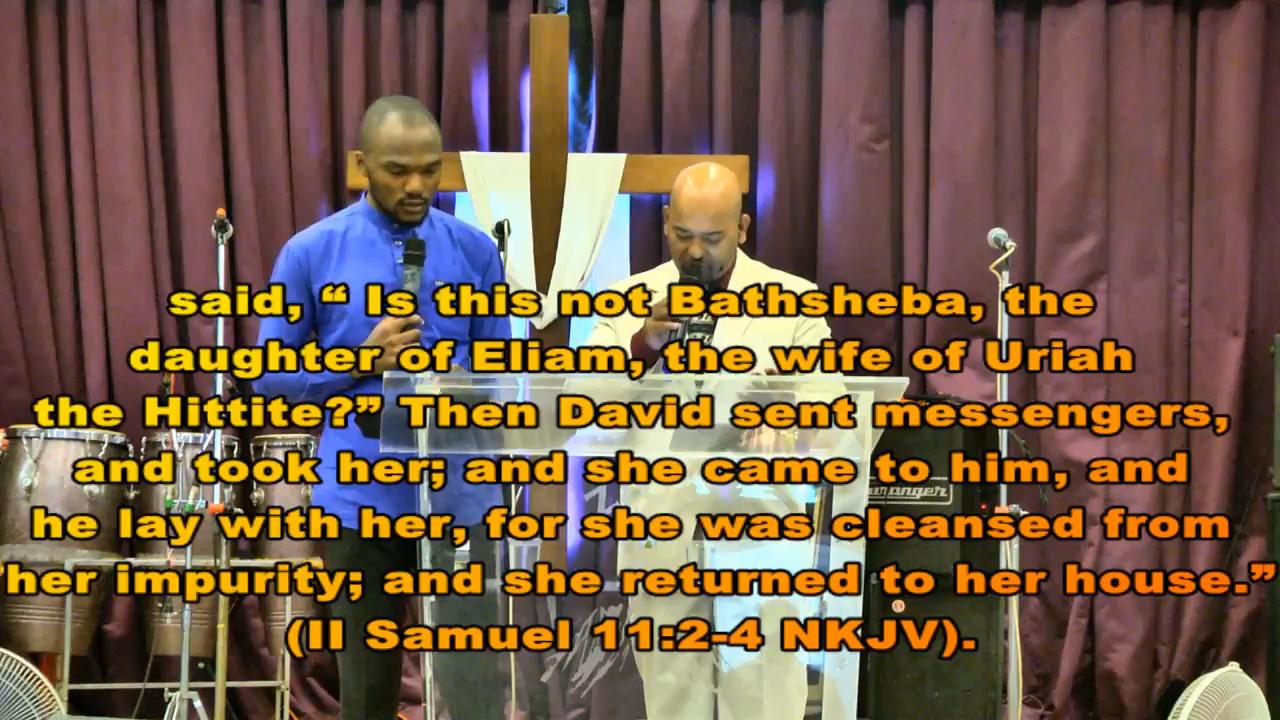 said, “ Is this not Bathsheba, the
daughter of Eliam, the wife of Uriah
the Hittite?” Then David sent messengers,
and took her; and she came to him, and
he lay with her, for she was cleansed from
her impurity; and she returned to her house.”
(II Samuel 11:2-4 NKJV).